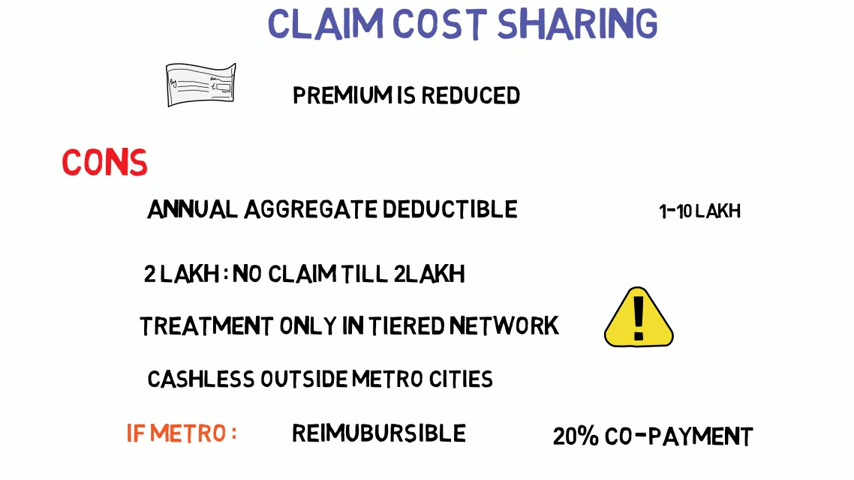 CLAIM COST SHARING
PREMIUM IS REDUCED
CONS
ANNUAL AGGREGATE DEDUCTIBLE 1-10 LAKH
2 LAKH : NO CLAIM TILL 2LAKH
TREATMENT ONLY IN TIERED NETWORK
CASHLESS OUTSIDE METRO CITIES
IF METRO : REIMUBURSIBLE 20% CO-PAYMENT